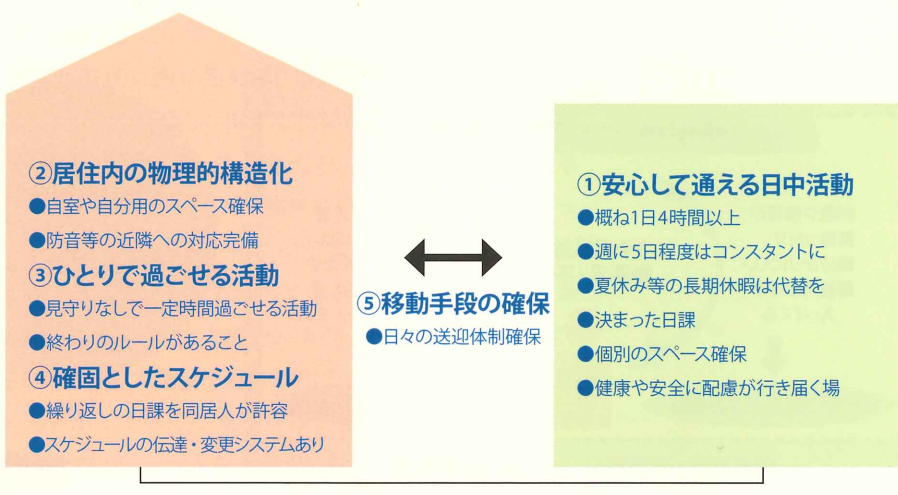 ②居住内の物理的構造化
●自室や自分用のスペース確保
●防音等の近隣への対応完備
③ひとりで過ごせる活動
●見守りなしで一定時間過ごせる活動
●終わりのルールがあること
④確固としたスケジュール
●繰り返しの日課を同居人が許容
●スケジュールの伝達・変更システムあり
⑤移動手段の確保
●日々の送迎体制確保
①安心して通える日中活動
●概ね1日4時間以上
●週に5日程度はコンスタントに
●夏休み等の長期休暇は代替を
●決まった日課
●個別のスペース確保
●健康や安全に配慮が行き届く場